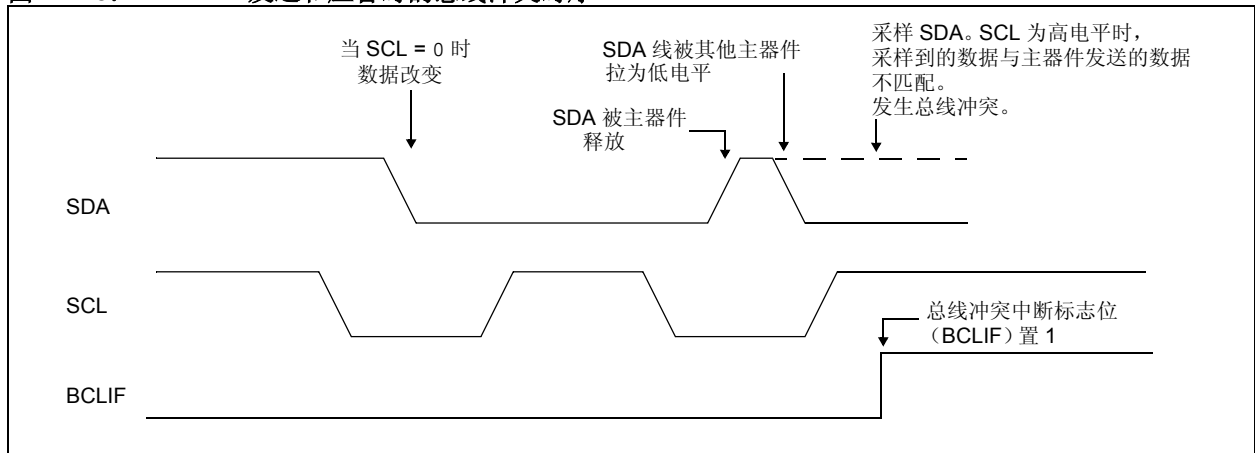 当 SCL = 0 时
数据改变
SDA 线被其他主器件
拉为低电平
SDA 被主器件
释放
采样 SDA。SCL 为高电平时，
采样到的数据与主器件发送的数据
不匹配。
发生总线冲突。
SDA
SCL
总线冲突中断标志位
（BCLIF）置 1
BCLIF